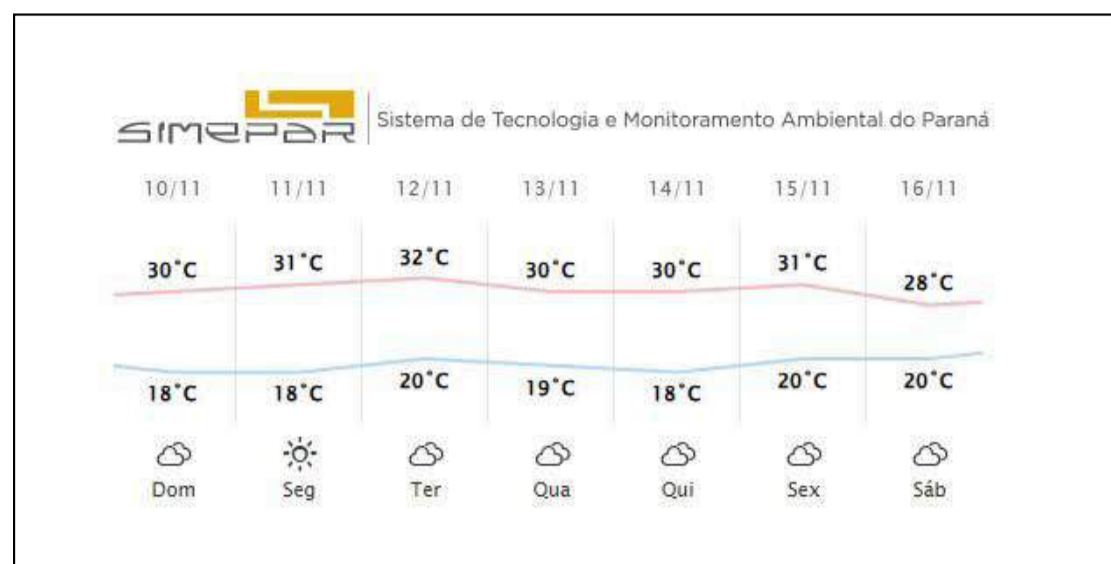 SIMEPAR
Sistema de Tecnologia e Monitoramento Ambiental do Paraná
10/11 11/11 12/11 13/11 14/11 15/11 16/11
30°C 31°C 32°C 30°C 30°C 31°C 28°C
18°C 18°C 20°C 19°C 18°C 20°C 20°C
Dom Seg Ter Qua Qui Sex Sáb